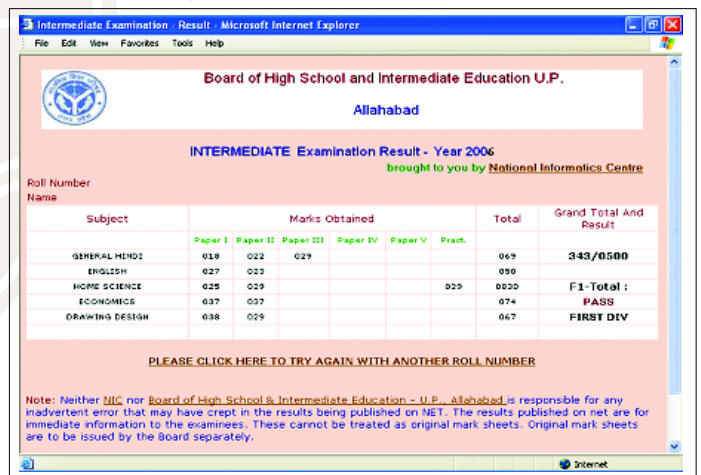 Intermediate Examination - Result - Microsoft Internet Explorer
File Edit View Favorites Tools Help
Board of High School and Intermediate Education U.P.
Allahabad
INTERMEDIATE Examination Result - Year 2006
brought to you by National Informatics Centre
Roll Number
Name
Subject Marks Obtained Total Grand Total And Result
Paper I Paper II Paper III Paper IV Paper V Pract.
GENERAL HINDI 018 022 029 069 343/0500
ENGLISH 027 023 050
HOME SCIENCE 025 029 029 083D F1-Total :
ECONOMICS 037 037 074 PASS
DRAWING DESIGN 038 029 067 FIRST DIV
PLEASE CLICK HERE TO TRY AGAIN WITH ANOTHER ROLL NUMBER
Note: Neither NIC nor Board of High School & Intermediate Education - U.P., Allahabad is responsible for any
inadvertent error that may have crept in the results being published on NET. The results published on net are for
immediate information to the examinees. These cannot be treated as original mark sheets. Original mark sheets
are to be issued by the Board separately.
Internet